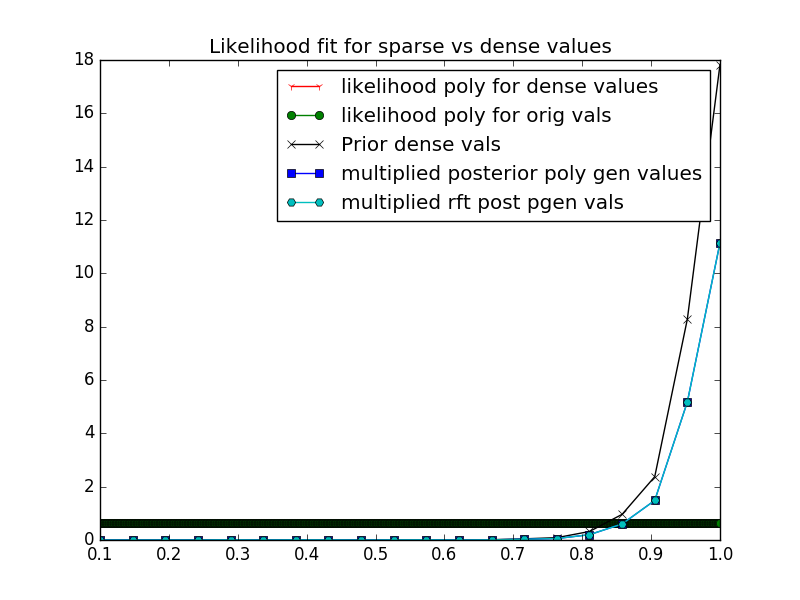 Likelihood fit for sparse vs dense values
18
16
14
12
10
8
6
4
2
0
likelihood poly for dense values
likelihood poly for orig vals
Prior dense vals
multiplied posterior poly gen values
multiplied rft post pgen vals
0.1 0.2 0.3 0.4 0.5 0.6 0.7 0.8 0.9 1.0